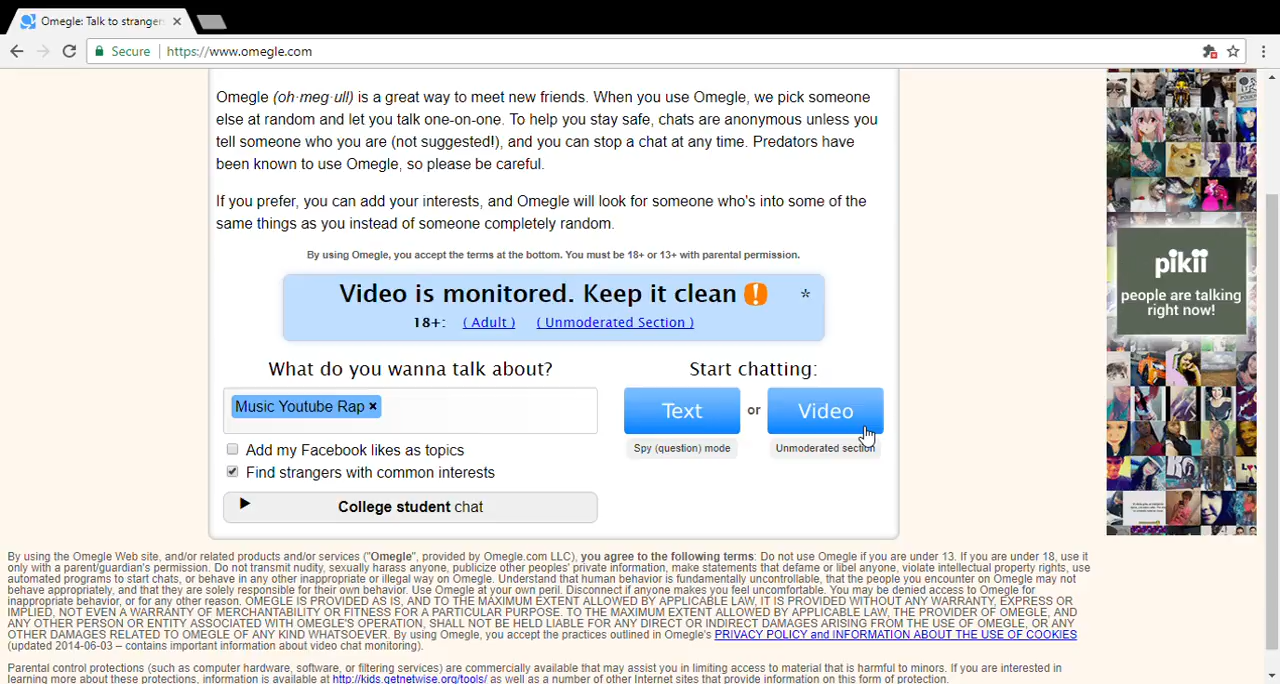 Omegle: Talk to strangers
Secure https://www.omegle.com
Omegle (oh·meg·ull) is a great way to meet new friends. When you use Omegle, we pick someone
else at random and let you talk one-on-one. To help you stay safe, chats are anonymous unless you
tell someone who you are (not suggested!), and you can stop a chat at any time. Predators have
been known to use Omegle, so please be careful.
If you prefer, you can add your interests, and Omegle will look for someone who's into some of the
same things as you instead of someone completely random.
By using Omegle, you accept the terms at the bottom. You must be 18+ or 13+ with parental permission.
Video is monitored. Keep it clean ! *
18+: ( Adult ) ( Unmoderated Section )
What do you wanna talk about?
Start chatting:
Music Youtube Rap ×
Text or Video
Spy (question) mode
Unmoderated section
Add my Facebook likes as topics
Find strangers with common interests
College student chat
pikii
people are talking
right now!
By using the Omegle Web site, and/or related products and/or services ("Omegle", provided by Omegle.com LLC), you agree to the following terms: Do not use Omegle if you are under 13. If you are under 18, use it
only with a parent/guardian's permission. Do not transmit nudity, sexually harass anyone, publicize other peoples' private information, make statements that defame or libel anyone, violate intellectual property rights, use
automated programs to start chats, or behave in any other inappropriate or illegal way on Omegle. Understand that human behavior is fundamentally uncontrollable, that the people you encounter on Omegle may not
behave appropriately, and that they are solely responsible for their own behavior. Use Omegle at your own peril. Disconnect if anyone makes you feel uncomfortable. You may be denied access to Omegle for
inappropriate behavior, or for any other reason. OMEGLE IS PROVIDED AS IS, AND TO THE MAXIMUM EXTENT ALLOWED BY APPLICABLE LAW, IT IS PROVIDED WITHOUT ANY WARRANTY, EXPRESS OR
IMPLIED, NOT EVEN A WARRANTY OF MERCHANTABILITY OR FITNESS FOR A PARTICULAR PURPOSE. TO THE MAXIMUM EXTENT ALLOWED BY APPLICABLE LAW, THE PROVIDER OF OMEGLE, AND
ANY OTHER PERSON OR ENTITY ASSOCIATED WITH OMEGLE'S OPERATION, SHALL NOT BE HELD LIABLE FOR ANY DIRECT OR INDIRECT DAMAGES ARISING FROM THE USE OF OMEGLE, OR ANY
OTHER DAMAGES RELATED TO OMEGLE OF ANY KIND WHATSOEVER. By using Omegle, you accept the practices outlined in Omegle's PRIVACY POLICY and INFORMATION ABOUT THE USE OF COOKIES
(updated 2014-06-03 – contains important information about video chat monitoring).
Parental control protections (such as computer hardware, software, or filtering services) are commercially available that may assist you in limiting access to material that is harmful to minors. If you are interested in
learning more about these protections, information is available at http://kids.getnetwise.org/tools/ as well as a number of other Internet sites that provide information on this form of protection.